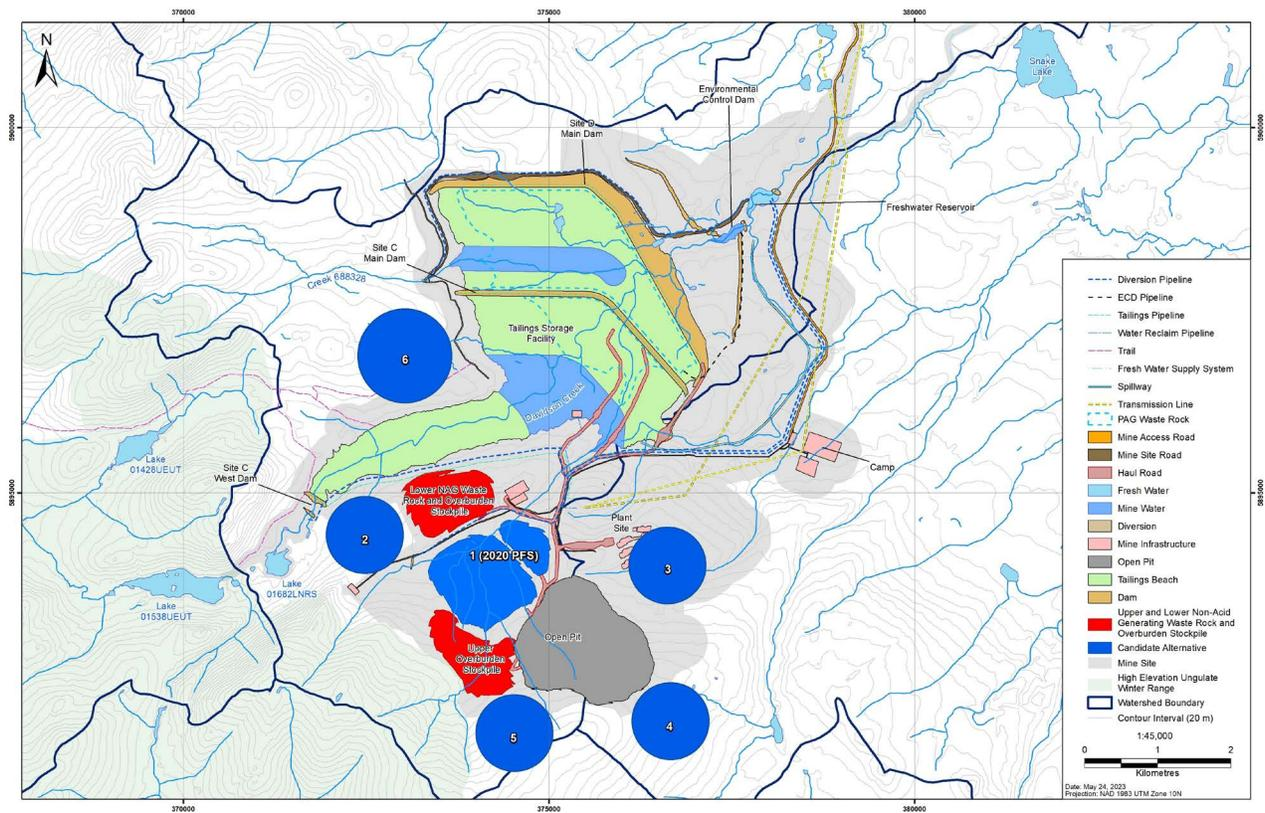 370000
375000
380000
N
5900000
5900000
Snake
Lake
Environmental
Control Dam
Site D
Main Dam
Freshwater Reservoir
Site C
Main Dam
Creek 688328
Tailings Storage
Facility
6
Davidson Creek
Lake
01428UEUT
Site C
West Dam
Camp
5895000
5895000
Lower NAG Waste
Rock and Overburden
Stockpile
Plant
Site
2
1 (2020 PFS)
3
Lake
01682LNRS
Lake
01538UEUT
Open Pit
Upper
Overburden
Stockpile
4
5
Diversion Pipeline
ECD Pipeline
Tailings Pipeline
Water Reclaim Pipeline
Trail
Fresh Water Supply System
Spillway
Transmission Line
PAG Waste Rock
Mine Access Road
Mine Site Road
Haul Road
Fresh Water
Mine Water
Diversion
Mine Infrastructure
Open Pit
Tailings Beach
Dam
Upper and Lower Non-Acid
Generating Waste Rock and
Overburden Stockpile
Candidate Alternative
Mine Site
High Elevation Ungulate
Winter Range
Watershed Boundary
Contour Interval (20 m)
1:45,000
0 1 2
Kilometres
Date: May 24, 2023
Projection: NAD 1983 UTM Zone 10N
370000
375000
380000